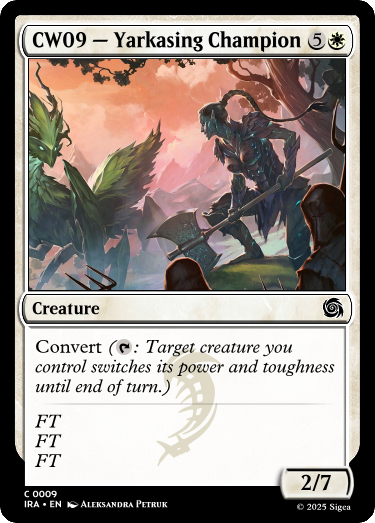 CW09 — Yarkasing Champion 5
Creature
Convert (: Target creature you
control switches its power and toughness
until end of turn.)
FT
FT
FT
2/7
C 0009
IRA • EN Aleksandra Petruk
© 2025 Sigea